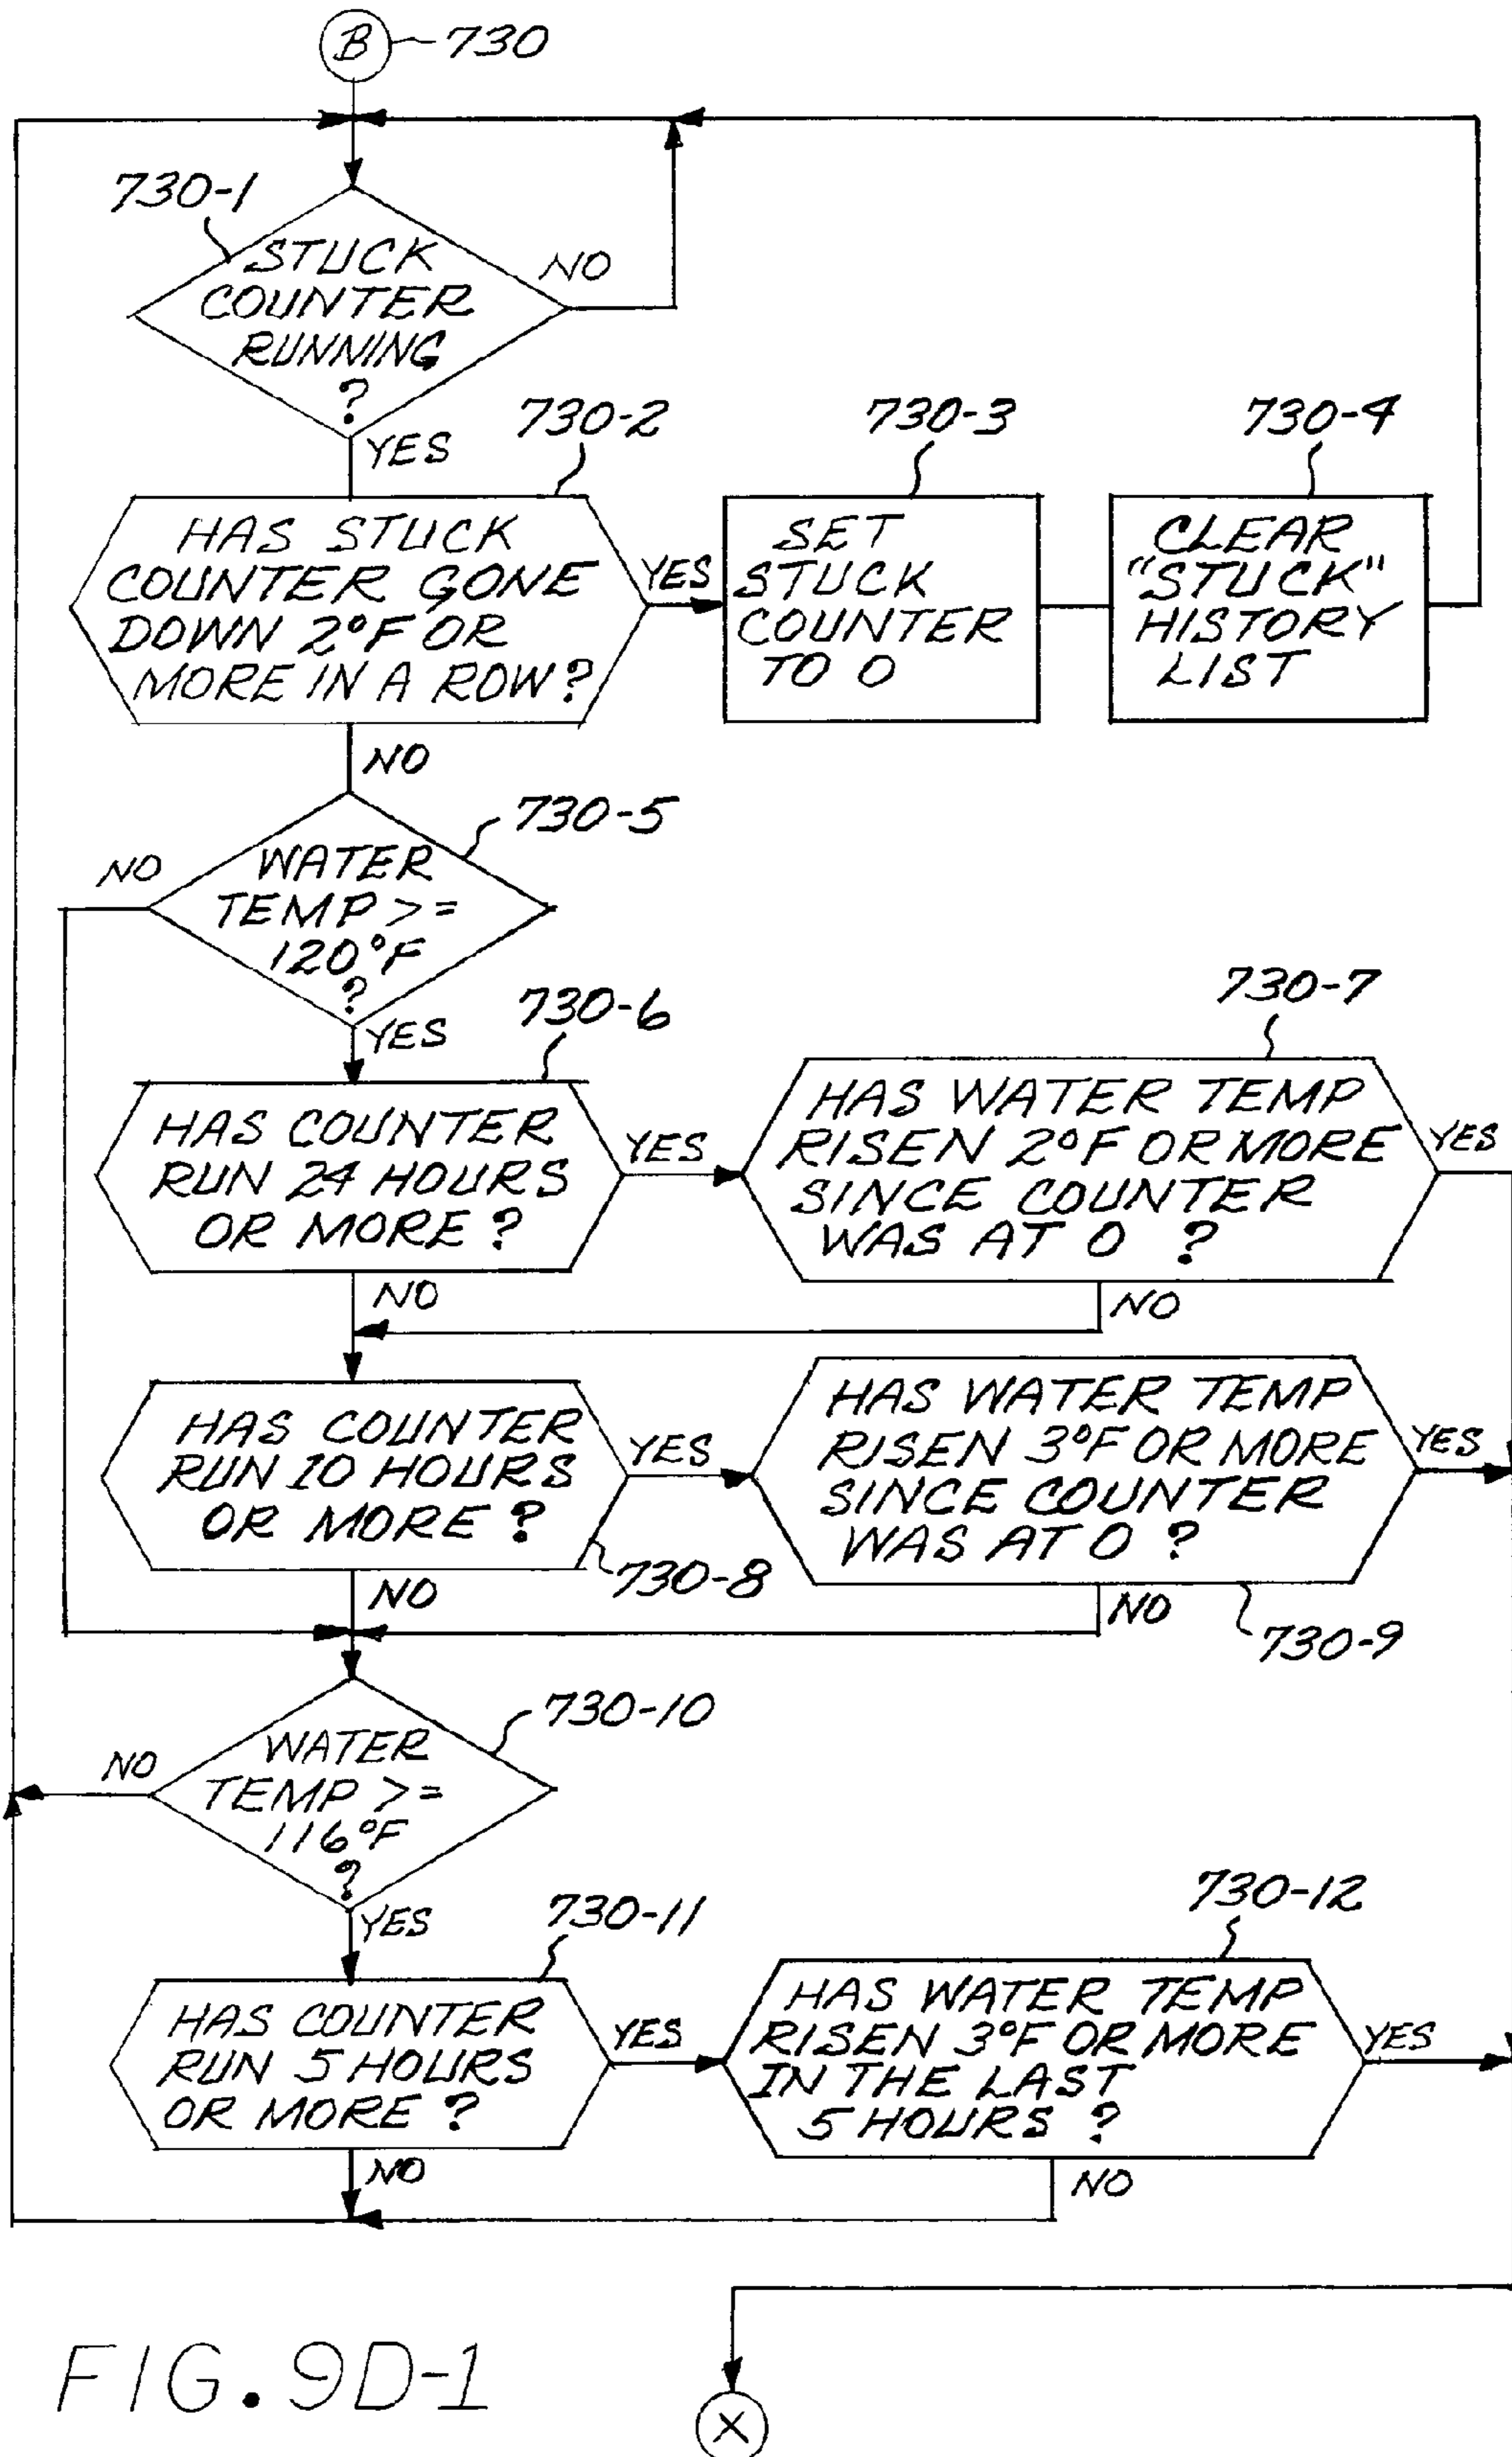 B
730
730-1
STUCK
COUNTER
RUNNING
?
NO
YES
730-2
HAS STUCK
COUNTER GONE
DOWN 2°F OR
MORE IN A ROW?
YES
730-3
SET
STUCK
COUNTER
TO 0
730-4
CLEAR
"STUCK"
HISTORY
LIST
NO
730-5
NO
WATER
TEMP >=
120°F
?
YES
730-6
HAS COUNTER
RUN 24 HOURS
OR MORE ?
YES
730-7
HAS WATER TEMP
RISEN 2°F OR MORE
SINCE COUNTER
WAS AT 0 ?
YES
NO
NO
HAS COUNTER
RUN 10 HOURS
OR MORE ?
YES
730-8
HAS WATER TEMP
RISEN 3°F OR MORE
SINCE COUNTER
WAS AT 0 ?
YES
NO
NO
730-9
730-10
NO
WATER
TEMP >=
116°F
?
YES
730-11
HAS COUNTER
RUN 5 HOURS
OR MORE ?
YES
730-12
HAS WATER TEMP
RISEN 3°F OR MORE
IN THE LAST
5 HOURS ?
YES
NO
NO
FIG. 9D-1
X